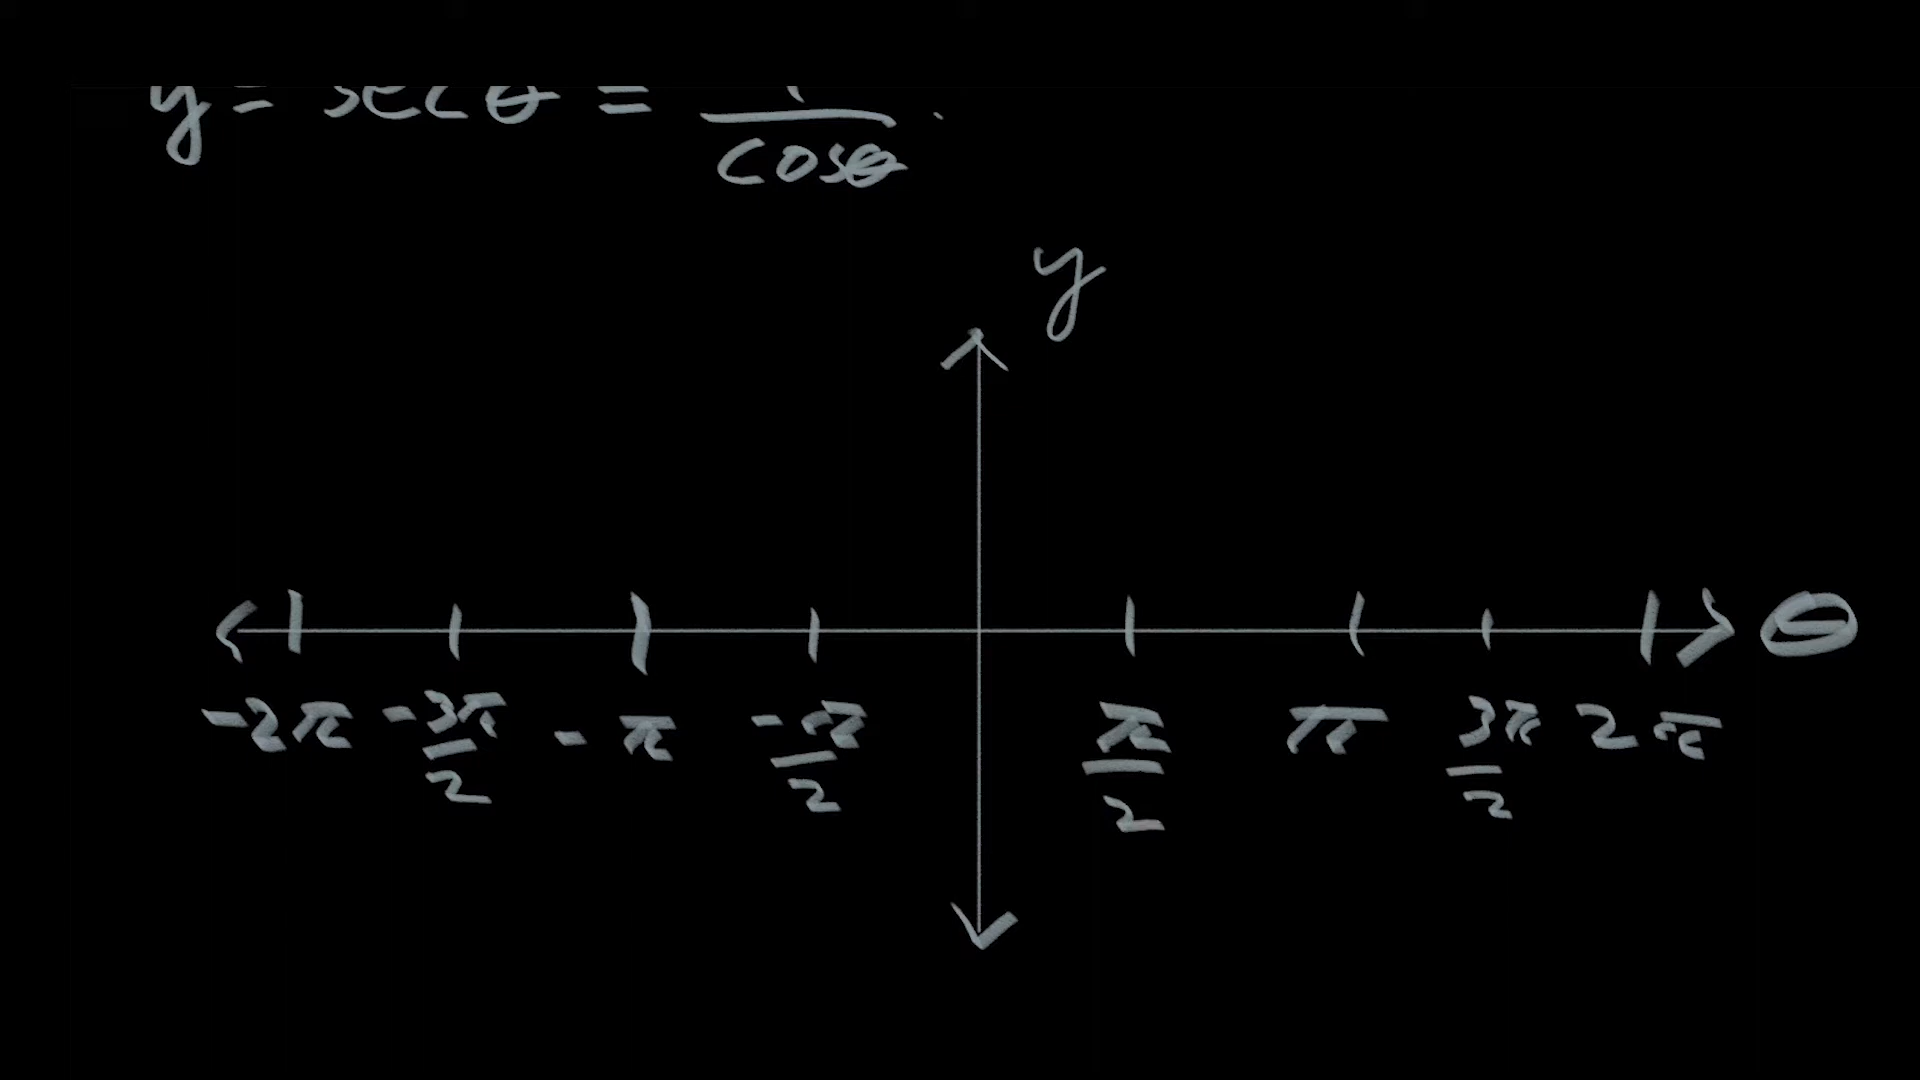 y = secθ = 1/cosθ.
y
θ
-2π -3π/2 -π -π/2 π/2 π 3π/2 2π